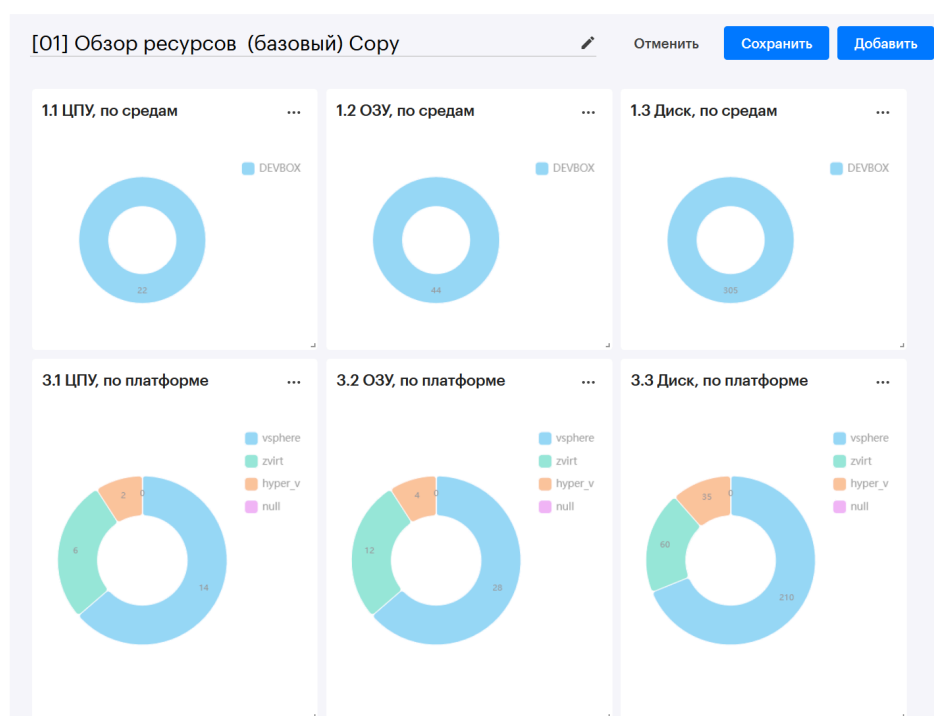 [01] Обзор ресурсов (базовый) Copy
Отменить
Сохранить
Добавить
1.1 ЦПУ, по средам
...
DEVBOX
22
1.2 ОЗУ, по средам
...
DEVBOX
44
1.3 Диск, по средам
...
DEVBOX
305
3.1 ЦПУ, по платформе
...
vsphere
zvirt
hyper_v
null
2
0
6
14
3.2 ОЗУ, по платформе
...
vsphere
zvirt
hyper_v
null
4
0
12
28
3.3 Диск, по платформе
...
vsphere
zvirt
hyper_v
null
35
0
60
210